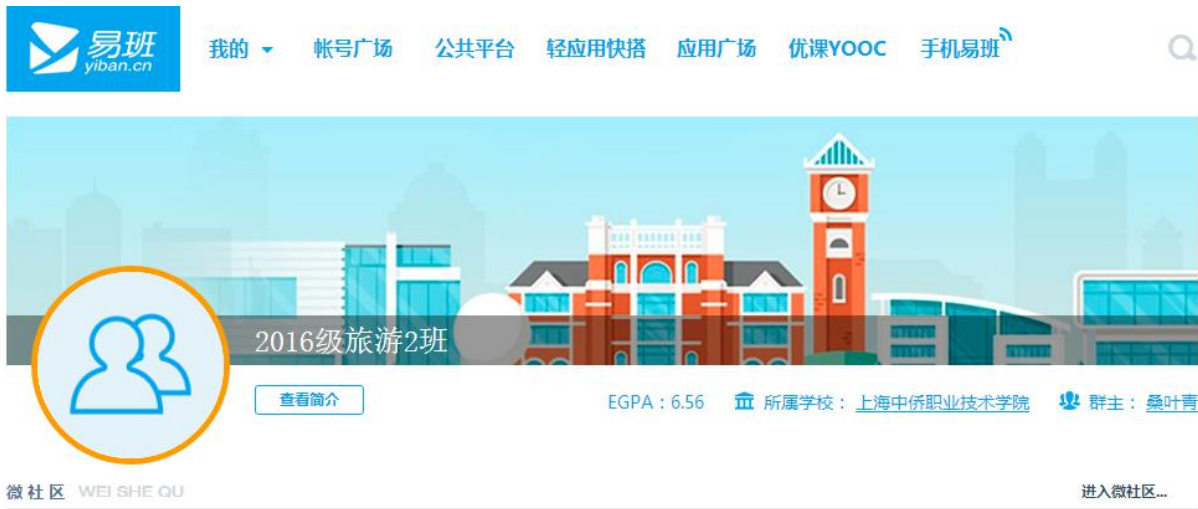 易班
yiban.cn
我的 帐号广场 公共平台 轻应用快搭 应用广场 优课YOOC 手机易班
2016级旅游2班
查看简介 EGPA：6.56 所属学校： 上海中侨职业技术学院 群主： 桑叶青
微社区 WEI SHE QU 进入微社区...